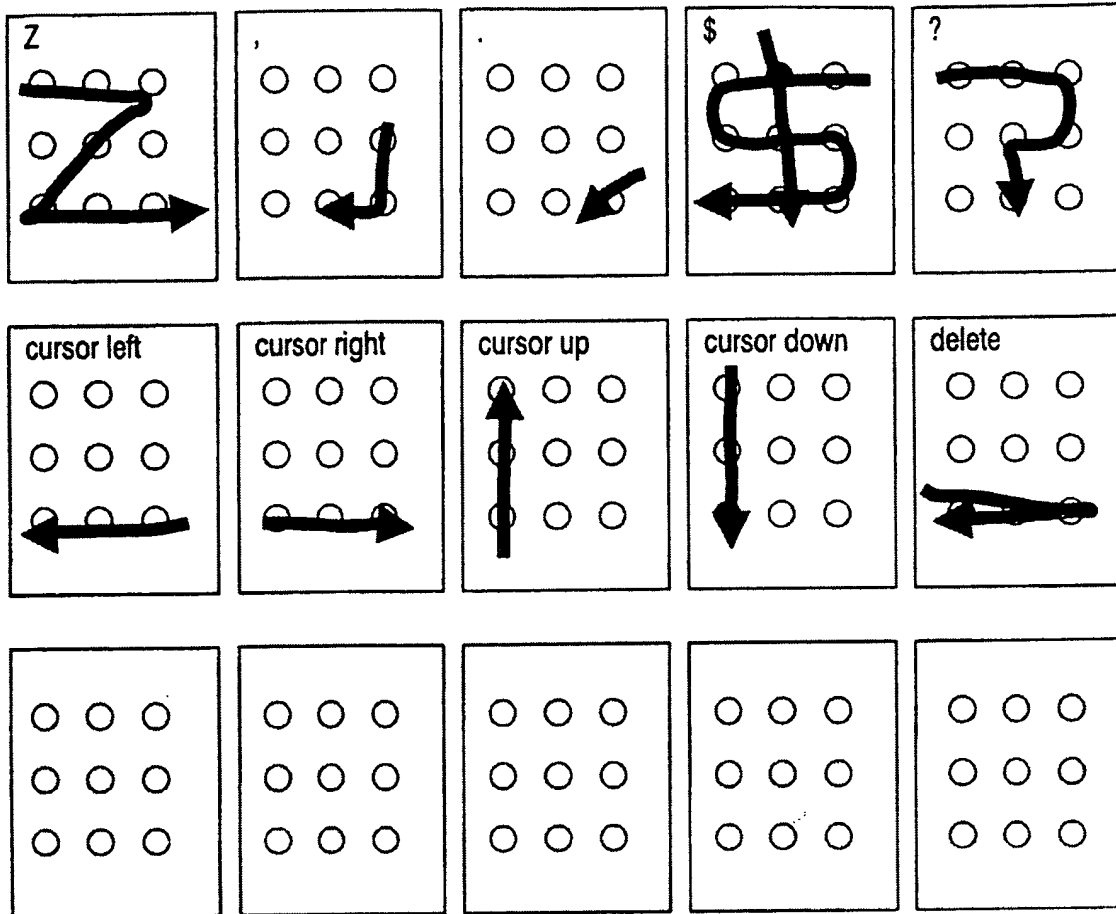 Z
,
.
$
?
cursor left
cursor right
cursor up
cursor down
delete